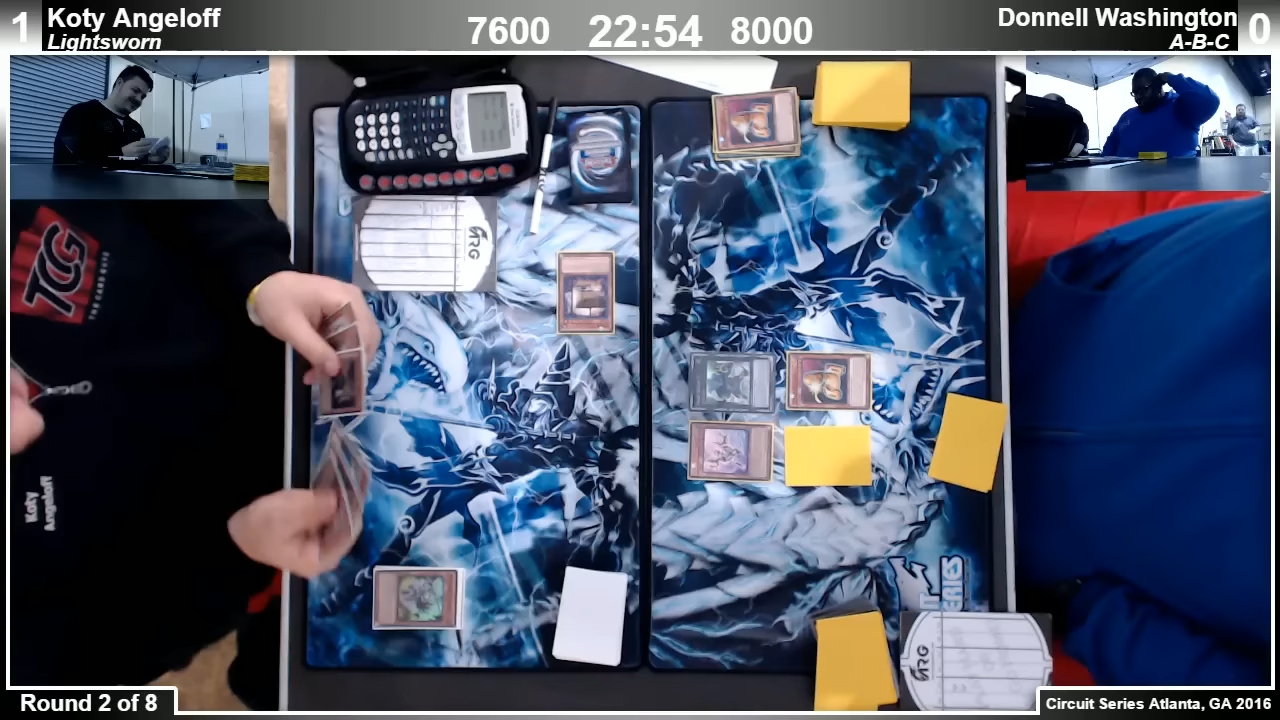 1 Koty Angeloff
Lightsworn
7600 22:54 8000
Donnell Washington 0
A-B-C
TCG
ARG
Koty
Angeloff
ARG
Round 2 of 8
Circuit Series Atlanta, GA 2016